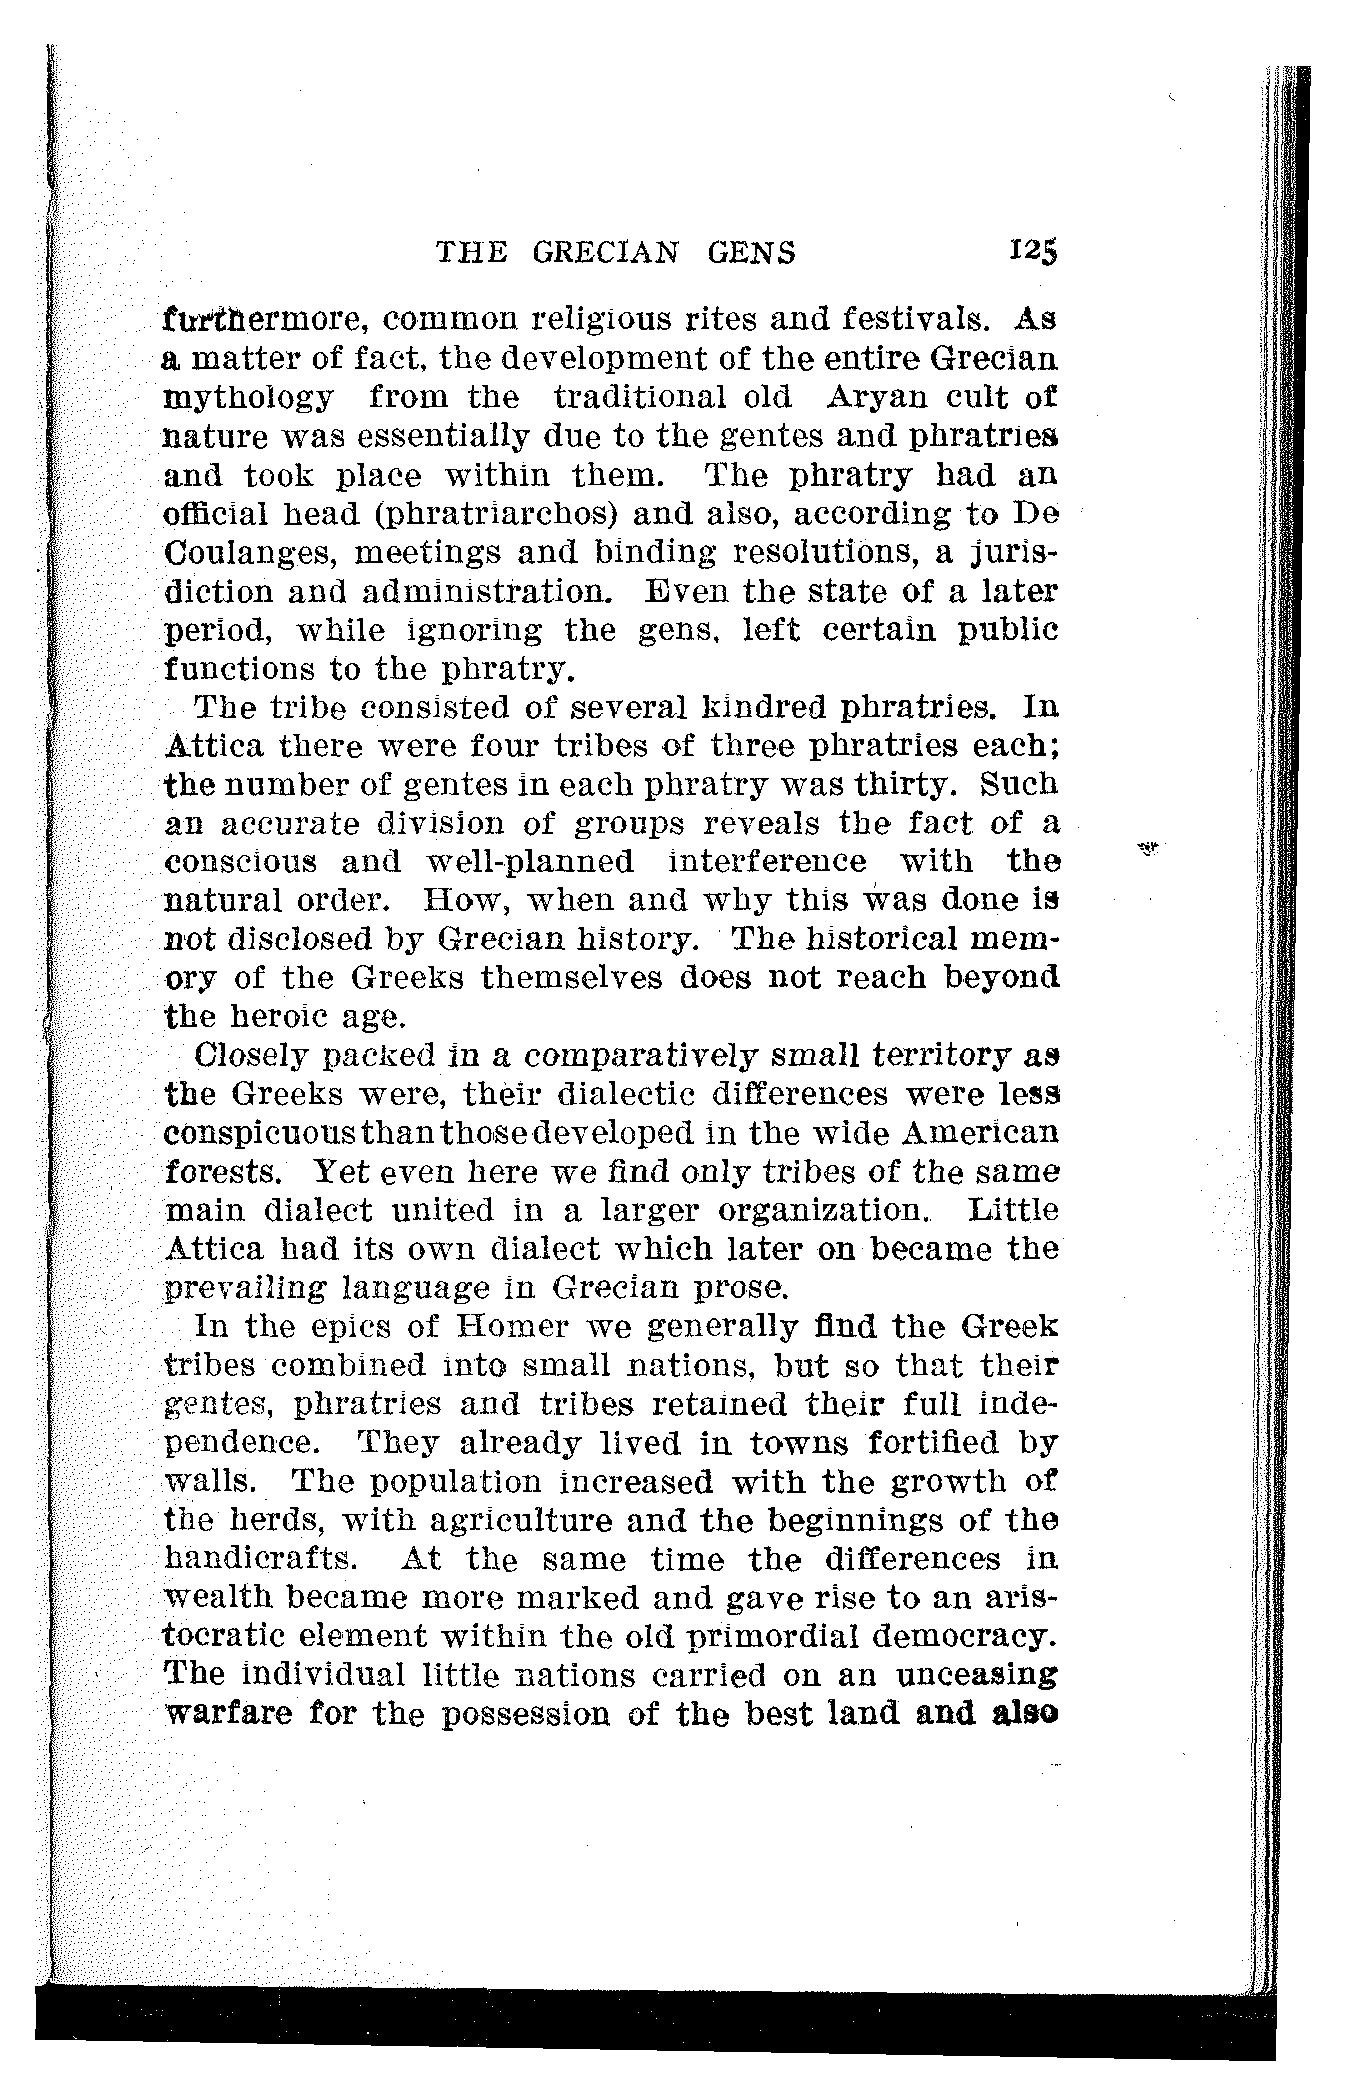 THE GRECIAN GENS 125
furthermore, common religious rites and festivals. As
a matter of fact, the development of the entire Grecian
mythology from the traditional old Aryan cult of
nature was essentially due to the gentes and phratries
and took place within them. The phratry had an
official head (phratriarchos) and also, according to De
Coulanges, meetings and binding resolutions, a juris-
diction and administration. Even the state of a later
period, while ignoring the gens, left certain public
functions to the phratry.
The tribe consisted of several kindred phratries. In
Attica there were four tribes of three phratries each;
the number of gentes in each phratry was thirty. Such
an accurate division of groups reveals the fact of a
conscious and well-planned interference with the
natural order. How, when and why this was done is
not disclosed by Grecian history. The historical mem-
ory of the Greeks themselves does not reach beyond
the heroic age.
Closely packed in a comparatively small territory as
the Greeks were, their dialectic differences were less
conspicuous than those developed in the wide American
forests. Yet even here we find only tribes of the same
main dialect united in a larger organization. Little
Attica had its own dialect which later on became the
prevailing language in Grecian prose.
In the epics of Homer we generally find the Greek
tribes combined into small nations, but so that their
gentes, phratries and tribes retained their full inde-
pendence. They already lived in towns fortified by
walls. The population increased with the growth of
the herds, with agriculture and the beginnings of the
handicrafts. At the same time the differences in
wealth became more marked and gave rise to an aris-
tocratic element within the old primordial democracy.
The individual little nations carried on an unceasing
warfare for the possession of the best land and also